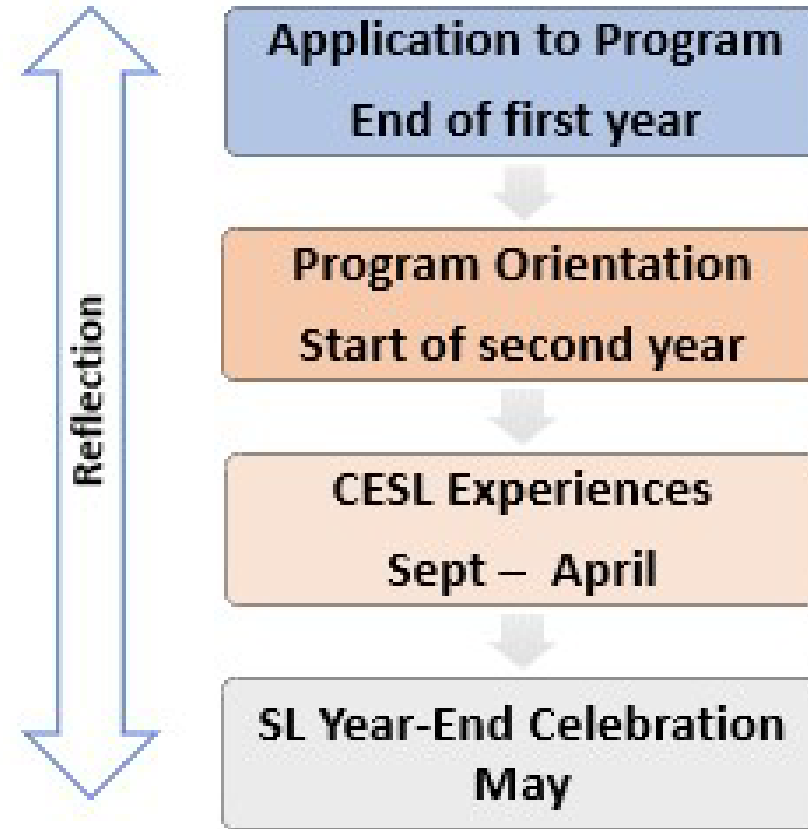 Application to Program
End of first year
Program Orientation
Start of second year
Reflection
CESL Experiences
Sept – April
SL Year-End Celebration
May